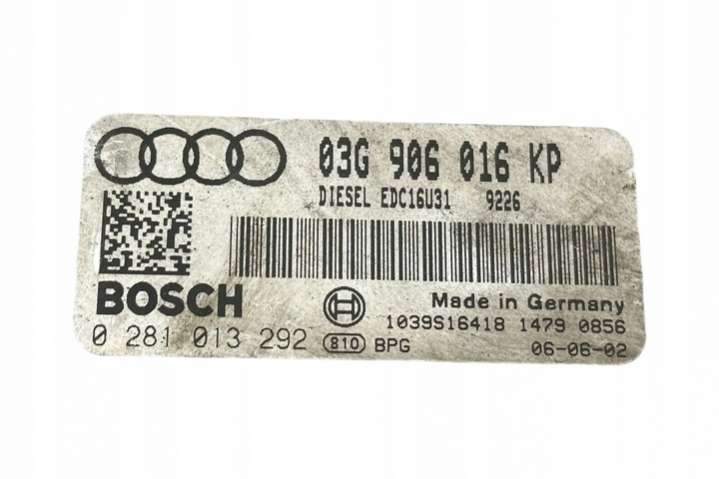 03G 906 016 KP
DIESEL EDC16U31 9226
BOSCH
Made in Germany
1039S16418 1479 0856
0 281 013 292
810 BPG 06-06-02